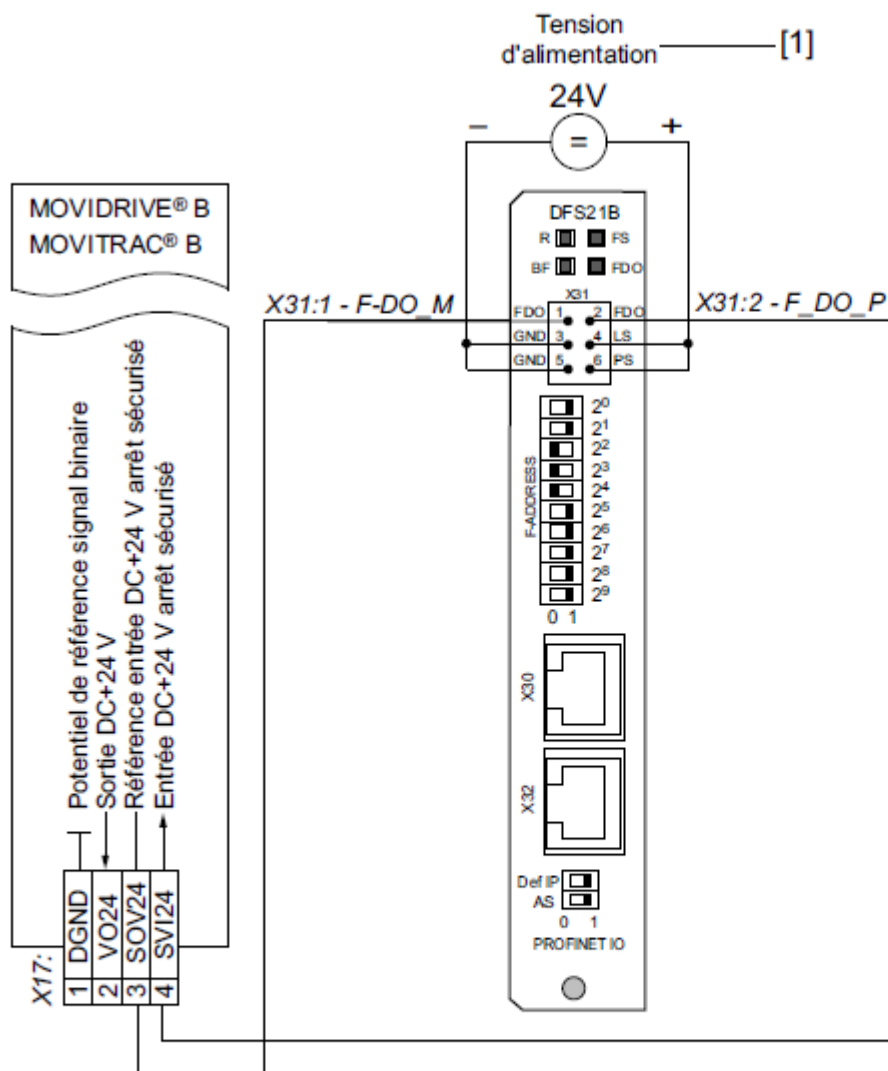 Tension
d'alimentation
[1]
24V
− +
=
MOVIDRIVE® B
MOVITRAC® B
DFS21B
R FS
BF FDO
X31
X31:1 - F-DO_M
X31:2 - F_DO_P
FDO 1 2 FDO
GND 3 4 LS
GND 5 6 PS
F-ADDRESS
2⁰
2¹
2²
2³
2⁴
2⁵
2⁶
2⁷
2⁸
2⁹
0 1
X30
X32
Def IP
AS
0 1
PROFINET IO
Potentiel de référence signal binaire
Sortie DC+24 V
Référence entrée DC+24 V arrêt sécurisé
Entrée DC+24 V arrêt sécurisé
X17:
1 DGND
2 VO24
3 SOV24
4 SVI24